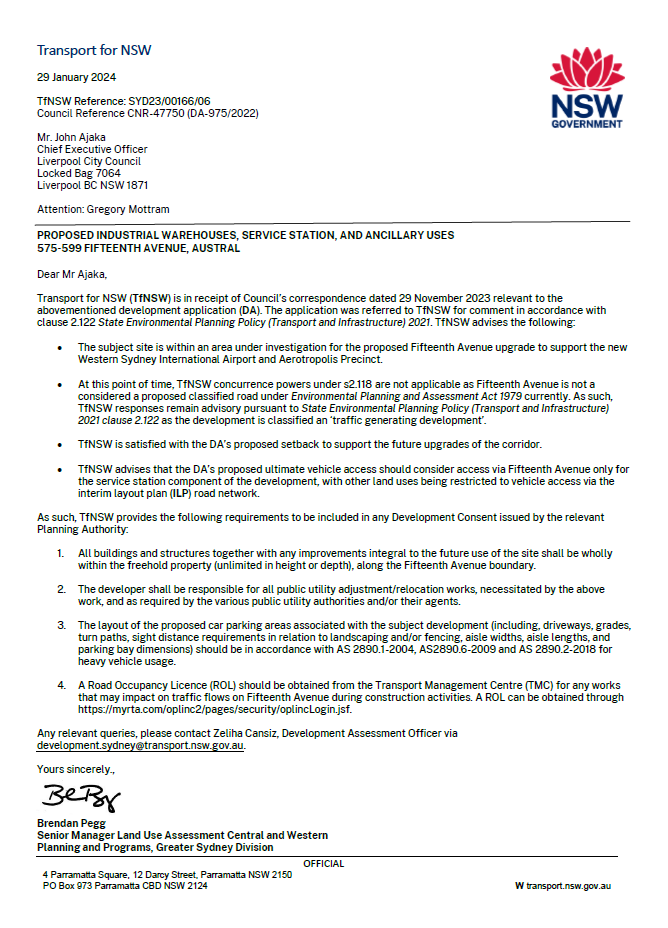 Transport for NSW
29 January 2024
TfNSW Reference: SYD23/00166/06
Council Reference CNR-47750 (DA-975/2022)
NSW
GOVERNMENT
Mr. John Ajaka
Chief Executive Officer
Liverpool City Council
Locked Bag 7064
Liverpool BC NSW 1871
Attention: Gregory Mottram
PROPOSED INDUSTRIAL WAREHOUSES, SERVICE STATION, AND ANCILLARY USES
575-599 FIFTEENTH AVENUE, AUSTRAL
Dear Mr Ajaka,
Transport for NSW (TfNSW) is in receipt of Council's correspondence dated 29 November 2023 relevant to the
abovementioned development application (DA). The application was referred to TfNSW for comment in accordance with
clause 2.122 State Environmental Planning Policy (Transport and Infrastructure) 2021. TfNSW advises the following:
• The subject site is within an area under investigation for the proposed Fifteenth Avenue upgrade to support the new
Western Sydney International Airport and Aerotropolis Precinct.
• At this point of time, TfNSW concurrence powers under s2.118 are not applicable as Fifteenth Avenue is not a
considered a proposed classified road under Environmental Planning and Assessment Act 1979 currently. As such,
TfNSW responses remain advisory pursuant to State Environmental Planning Policy (Transport and Infrastructure)
2021 clause 2.122 as the development is classified an ‘traffic generating development’.
• TfNSW is satisfied with the DA's proposed setback to support the future upgrades of the corridor.
• TfNSW advises that the DA's proposed ultimate vehicle access should consider access via Fifteenth Avenue only for
the service station component of the development, with other land uses being restricted to vehicle access via the
interim layout plan (ILP) road network.
As such, TfNSW provides the following requirements to be included in any Development Consent issued by the relevant
Planning Authority:
1. All buildings and structures together with any improvements integral to the future use of the site shall be wholly
within the freehold property (unlimited in height or depth), along the Fifteenth Avenue boundary.
2. The developer shall be responsible for all public utility adjustment/relocation works, necessitated by the above
work, and as required by the various public utility authorities and/or their agents.
3. The layout of the proposed car parking areas associated with the subject development (including, driveways, grades,
turn paths, sight distance requirements in relation to landscaping and/or fencing, aisle widths, aisle lengths, and
parking bay dimensions) should be in accordance with AS 2890.1-2004, AS2890.6-2009 and AS 2890.2-2018 for
heavy vehicle usage.
4. A Road Occupancy Licence (ROL) should be obtained from the Transport Management Centre (TMC) for any works
that may impact on traffic flows on Fifteenth Avenue during construction activities. A ROL can be obtained through
https://myrta.com/oplinc2/pages/security/oplincLogin.jsf.
Any relevant queries, please contact Zeliha Cansiz, Development Assessment Officer via
development.sydney@transport.nsw.gov.au.
Yours sincerely.,
Brendan Pegg
Senior Manager Land Use Assessment Central and Western
Planning and Programs, Greater Sydney Division
OFFICIAL
4 Parramatta Square, 12 Darcy Street, Parramatta NSW 2150
PO Box 973 Parramatta CBD NSW 2124
W transport.nsw.gov.au